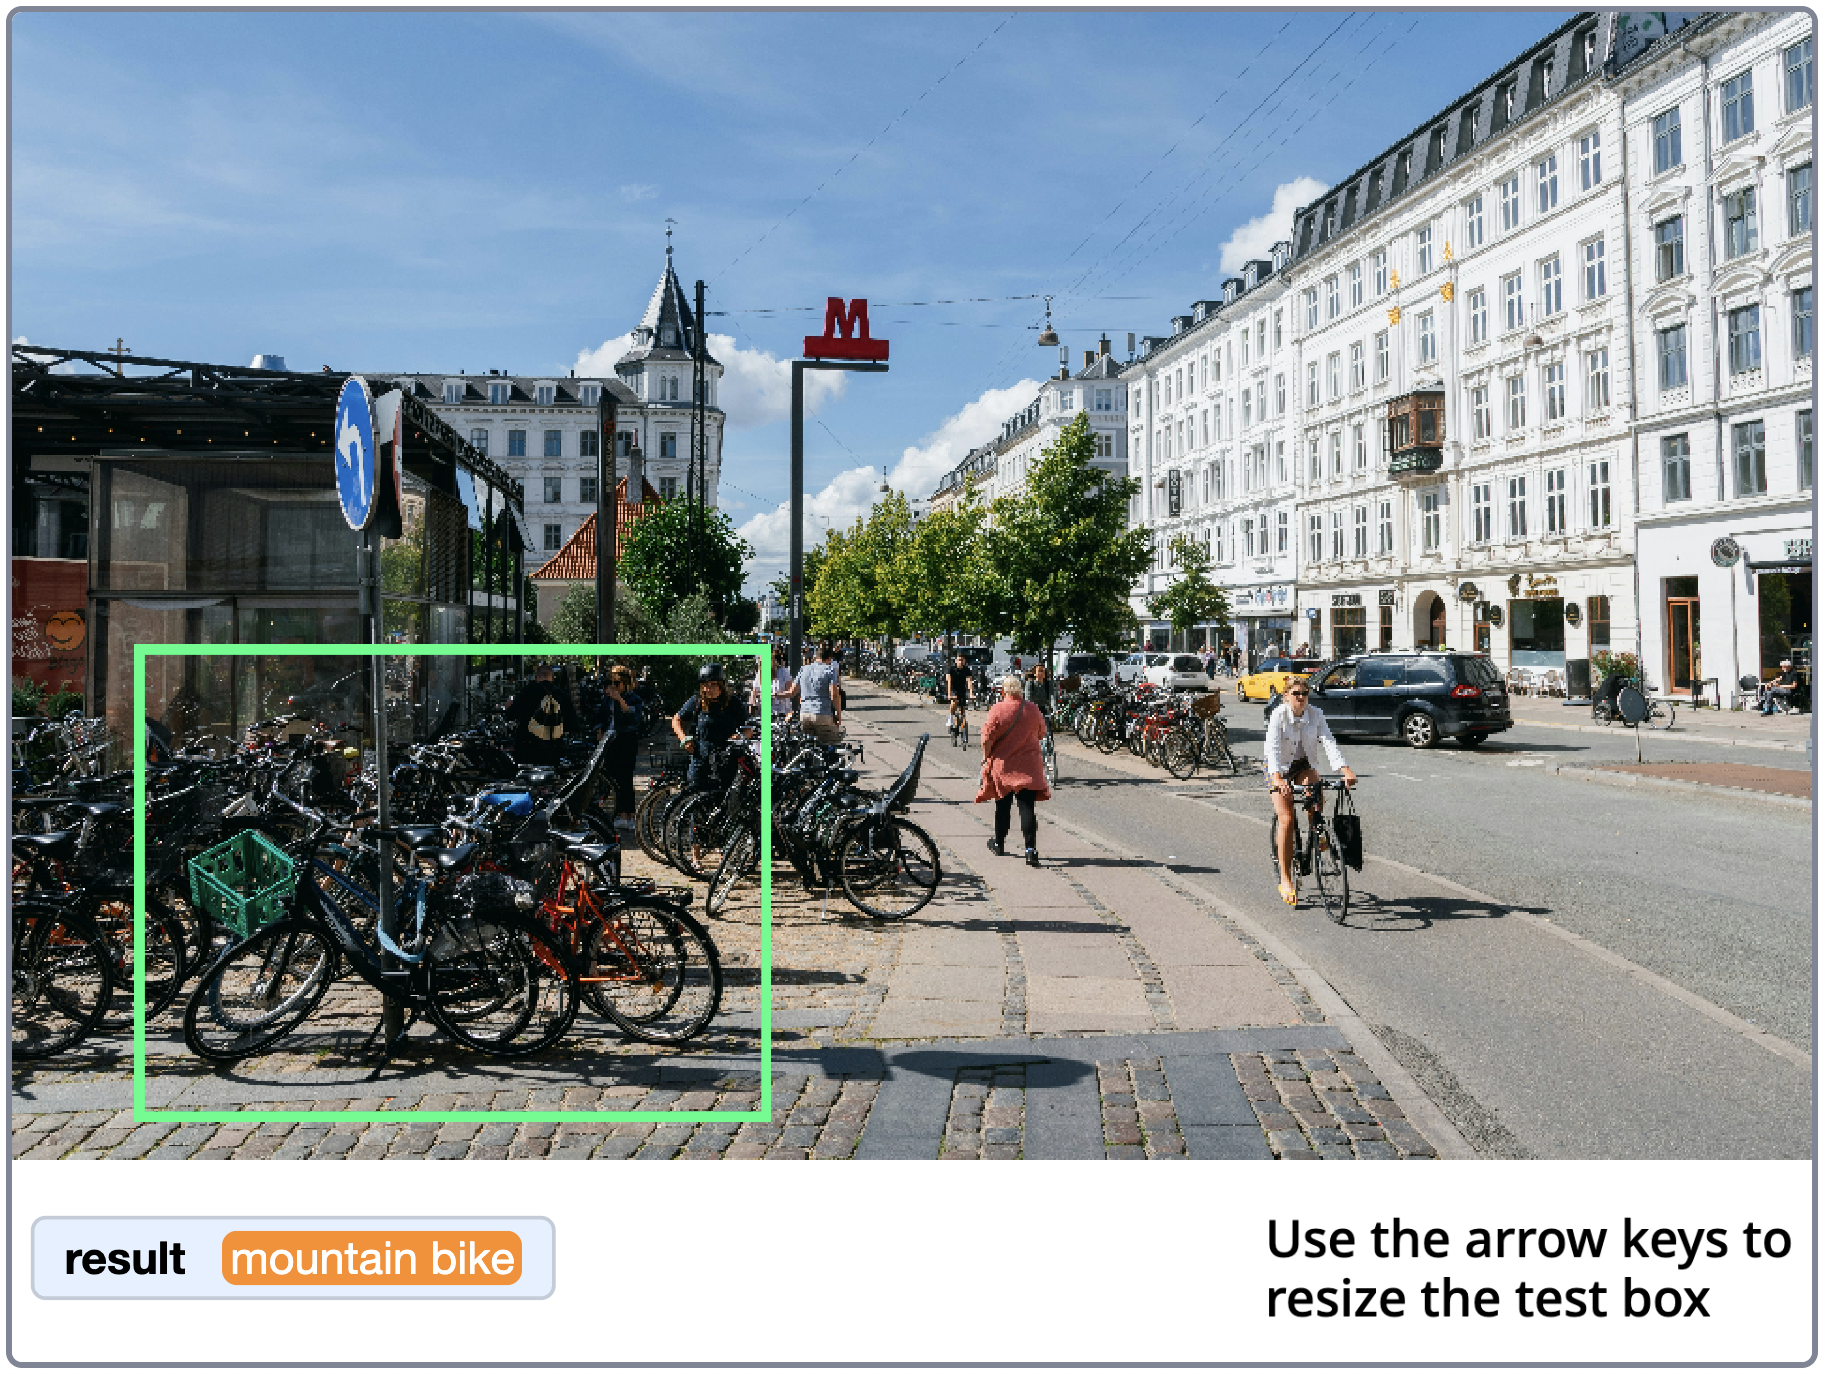 M
result mountain bike
Use the arrow keys to
resize the test box